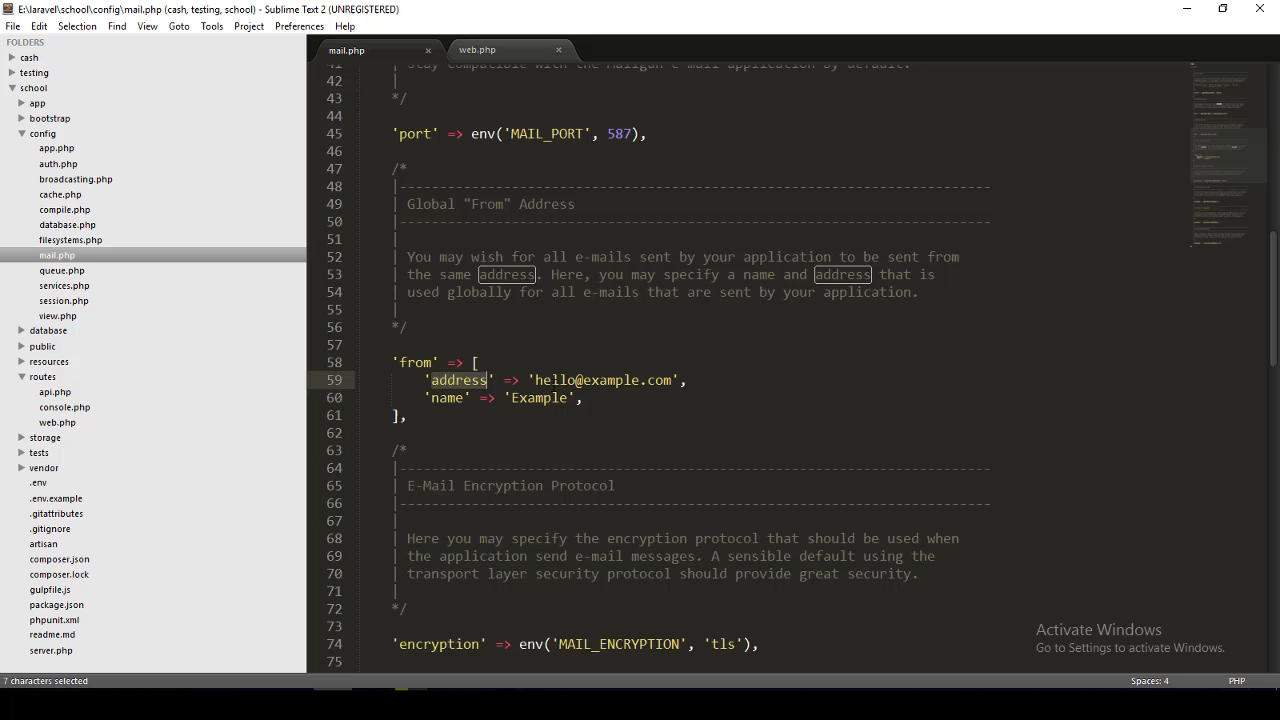 E:\laravel\school\config\mail.php (cash, testing, school) - Sublime Text 2 (UNREGISTERED)
File Edit Selection Find View Goto Tools Project Preferences Help
FOLDERS
cash
testing
school
app
bootstrap
config
app.php
auth.php
broadcasting.php
cache.php
compile.php
database.php
filesystems.php
mail.php
queue.php
services.php
session.php
view.php
database
public
resources
routes
api.php
console.php
web.php
storage
tests
vendor
.env
.env.example
.gitattributes
.gitignore
artisan
composer.json
composer.lock
gulpfile.js
package.json
phpunit.xml
readme.md
server.php
mail.php web.php
41 | stay compatible with the Mailgun e-mail application by default.
42 |
43 */
44
45 'port' => env('MAIL_PORT', 587),
46
47 /*
48 |--------------------------------------------------------------------------
49 | Global "From" Address
50 |--------------------------------------------------------------------------
51 |
52 | You may wish for all e-mails sent by your application to be sent from
53 | the same address. Here, you may specify a name and address that is
54 | used globally for all e-mails that are sent by your application.
55 |
56 */
57
58 'from' => [
59 'address' => 'hello@example.com',
60 'name' => 'Example',
61 ],
62
63 /*
64 |--------------------------------------------------------------------------
65 | E-Mail Encryption Protocol
66 |--------------------------------------------------------------------------
67 |
68 | Here you may specify the encryption protocol that should be used when
69 | the application send e-mail messages. A sensible default using the
70 | transport layer security protocol should provide great security.
71 |
72 */
73
74 'encryption' => env('MAIL_ENCRYPTION', 'tls'),
75
Activate Windows
Go to Settings to activate Windows.
7 characters selected Spaces: 4 PHP